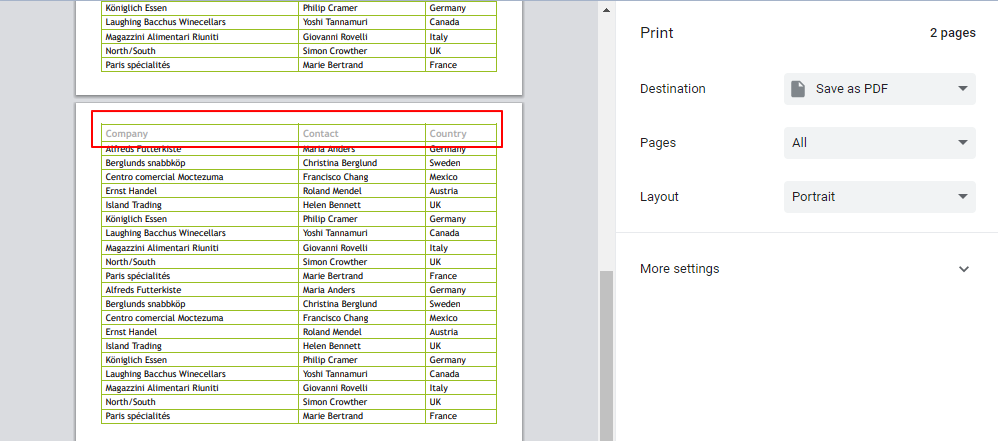 Königlich Essen Philip Cramer Germany
Laughing Bacchus Winecellars Yoshi Tannamuri Canada
Magazzini Alimentari Riuniti Giovanni Rovelli Italy
North/South Simon Crowther UK
Paris spécialités Marie Bertrand France
Company Contact Country
Alfreds Futterkiste Maria Anders Germany
Berglunds snabbköp Christina Berglund Sweden
Centro comercial Moctezuma Francisco Chang Mexico
Ernst Handel Roland Mendel Austria
Island Trading Helen Bennett UK
Königlich Essen Philip Cramer Germany
Laughing Bacchus Winecellars Yoshi Tannamuri Canada
Magazzini Alimentari Riuniti Giovanni Rovelli Italy
North/South Simon Crowther UK
Paris spécialités Marie Bertrand France
Alfreds Futterkiste Maria Anders Germany
Berglunds snabbköp Christina Berglund Sweden
Centro comercial Moctezuma Francisco Chang Mexico
Ernst Handel Roland Mendel Austria
Island Trading Helen Bennett UK
Königlich Essen Philip Cramer Germany
Laughing Bacchus Winecellars Yoshi Tannamuri Canada
Magazzini Alimentari Riuniti Giovanni Rovelli Italy
North/South Simon Crowther UK
Paris spécialités Marie Bertrand France
Print 2 pages
Destination Save as PDF
Pages All
Layout Portrait
More settings